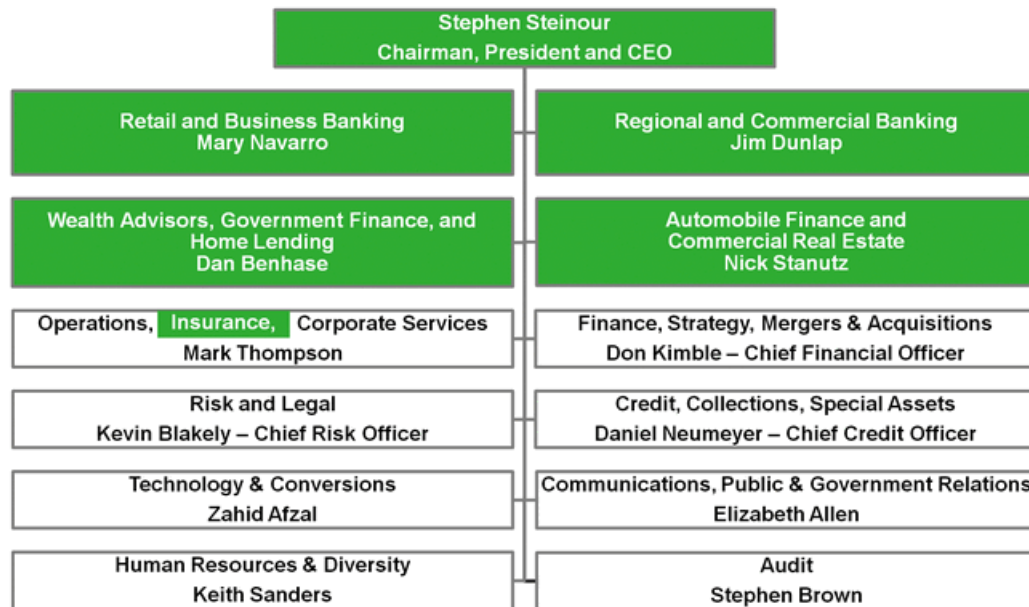 Stephen Steinour
Chairman, President and CEO
Retail and Business Banking
Mary Navarro
Regional and Commercial Banking
Jim Dunlap
Wealth Advisors, Government Finance, and
Home Lending
Dan Benhase
Automobile Finance and
Commercial Real Estate
Nick Stanutz
Operations, Insurance, Corporate Services
Mark Thompson
Finance, Strategy, Mergers & Acquisitions
Don Kimble – Chief Financial Officer
Risk and Legal
Kevin Blakely – Chief Risk Officer
Credit, Collections, Special Assets
Daniel Neumeyer – Chief Credit Officer
Technology & Conversions
Zahid Afzal
Communications, Public & Government Relations
Elizabeth Allen
Human Resources & Diversity
Keith Sanders
Audit
Stephen Brown